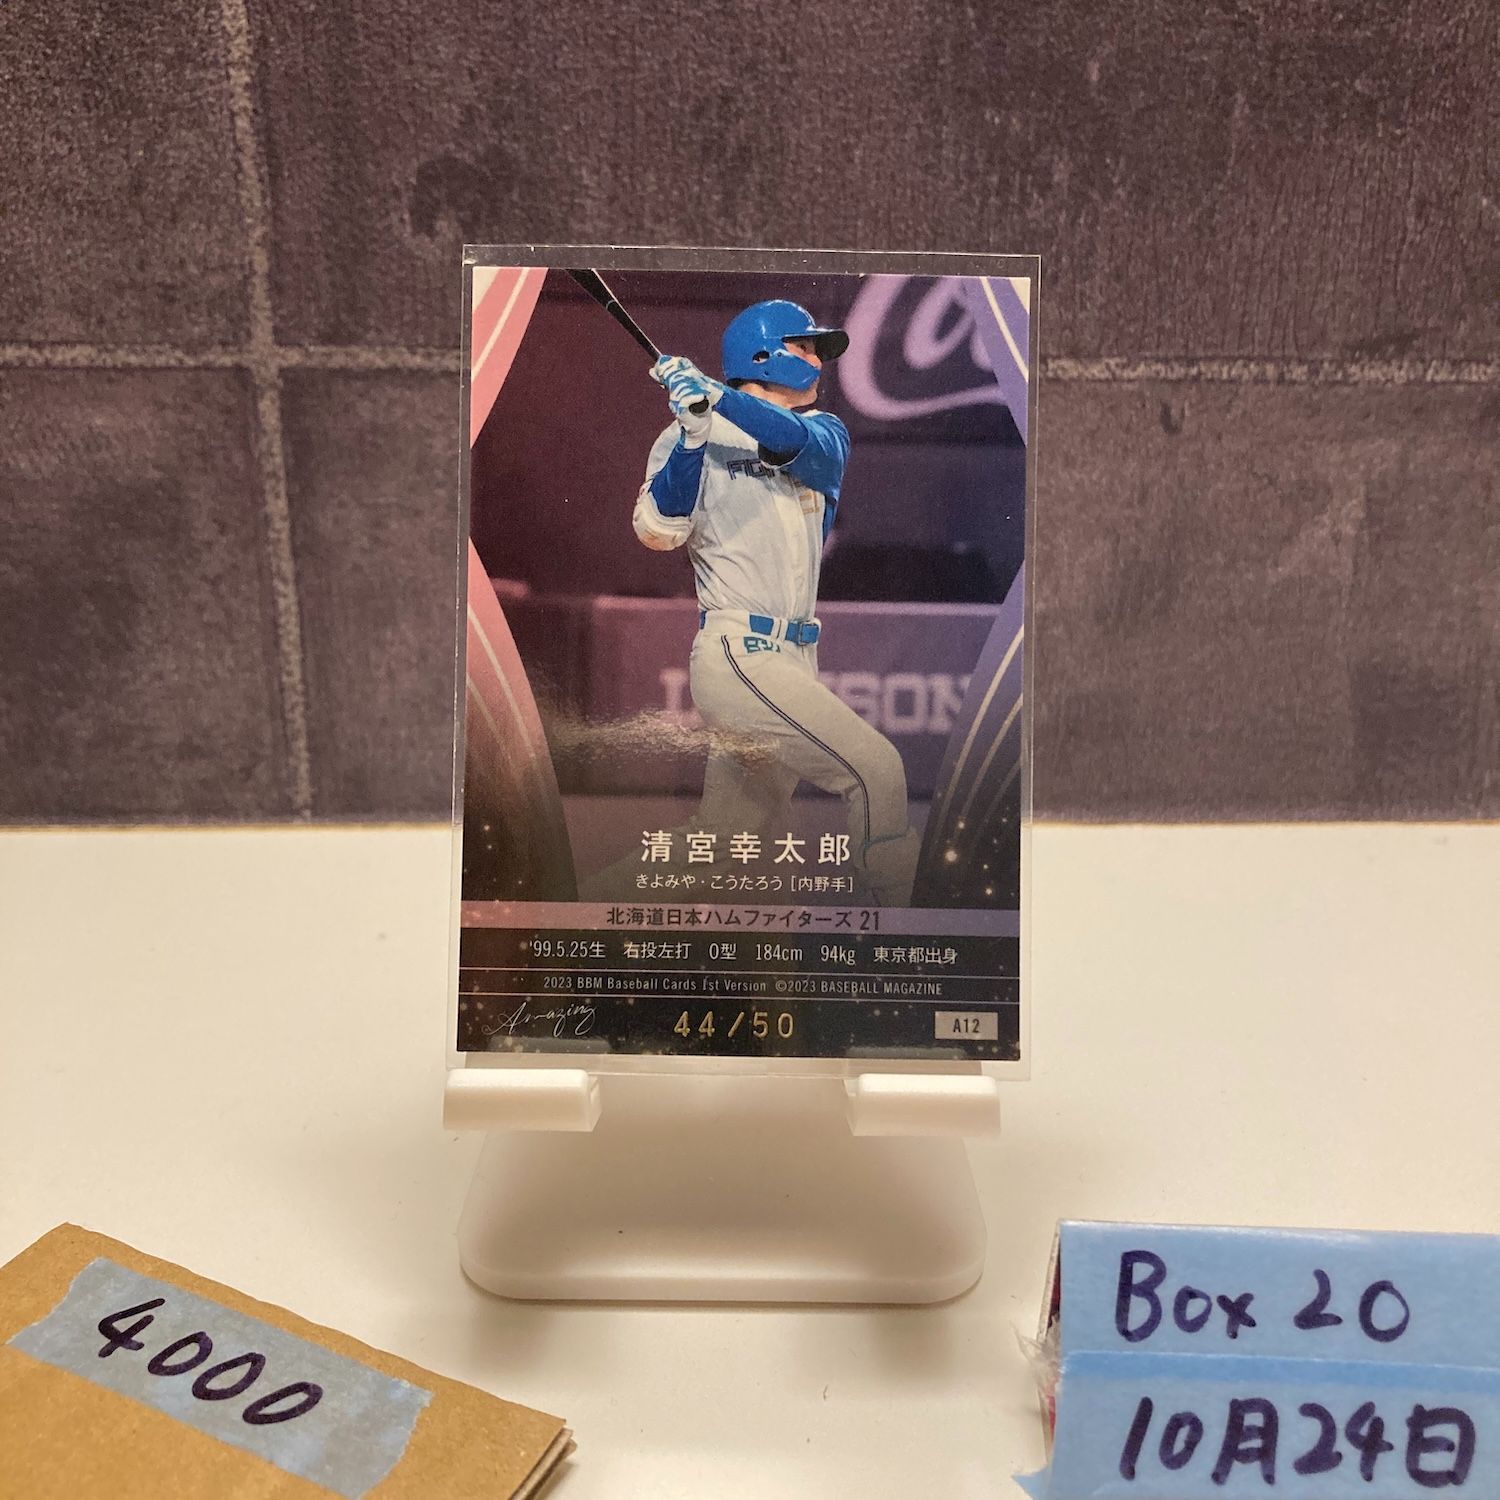 Co
FIGH
LAWSON
清宮幸太郎
きよみや・こうたろう [内野手]
北海道日本ハムファイターズ 21
'99.5.25生 右投左打 O型 184cm 94kg 東京都出身
2023 BBM Baseball Cards 1st Version ©2023 BASEBALL MAGAZINE
Amazing
44/50
A12
4000
Box 20
10月24日